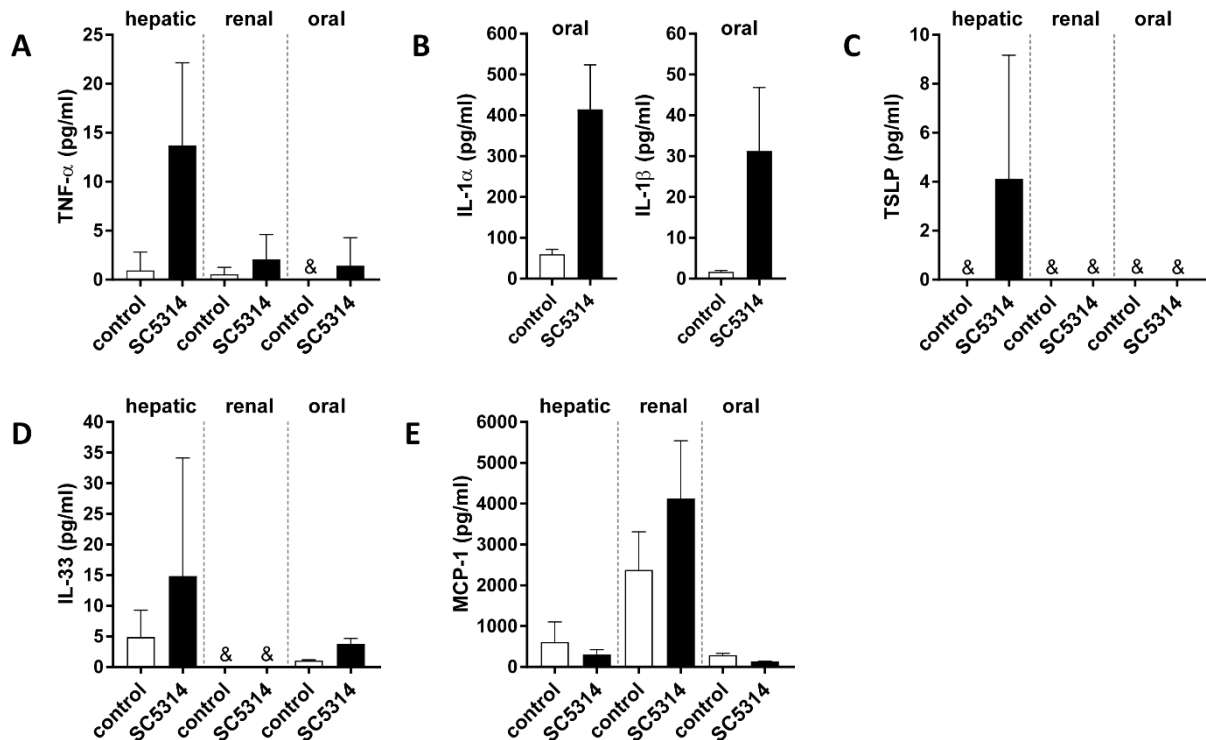 A
hepatic renal oral
TNF-α (pg/ml)
25
20
15
10
5
0
&
control SC5314 control SC5314 control SC5314
B
oral
IL-1α (pg/ml)
600
500
400
300
200
100
0
control SC5314
oral
IL-1β (pg/ml)
60
50
40
30
20
10
0
control SC5314
C
hepatic renal oral
TSLP (pg/ml)
10
8
6
4
2
0
& & & & &
control SC5314 control SC5314 control SC5314
D
hepatic renal oral
IL-33 (pg/ml)
40
35
30
25
20
15
10
5
0
& &
control SC5314 control SC5314 control SC5314
E
hepatic renal oral
MCP-1 (pg/ml)
6000
5000
4000
3000
2000
1000
0
control SC5314 control SC5314 control SC5314